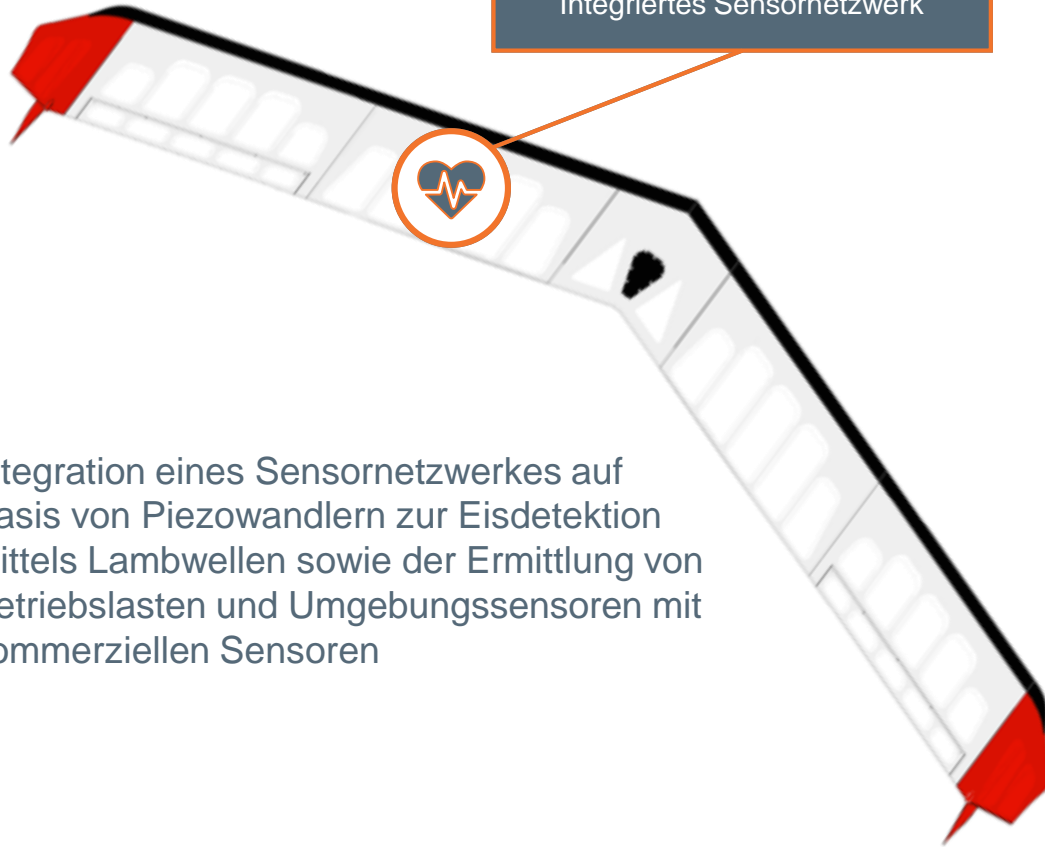 Integriertes Sensornetzwerk
ntegration eines Sensornetzwerkes auf
asis von Piezowandlern zur Eisdetektion
ittels Lambwellen sowie der Ermittlung von
etriebslasten und Umgebungssensoren mit
ommerziellen Sensoren